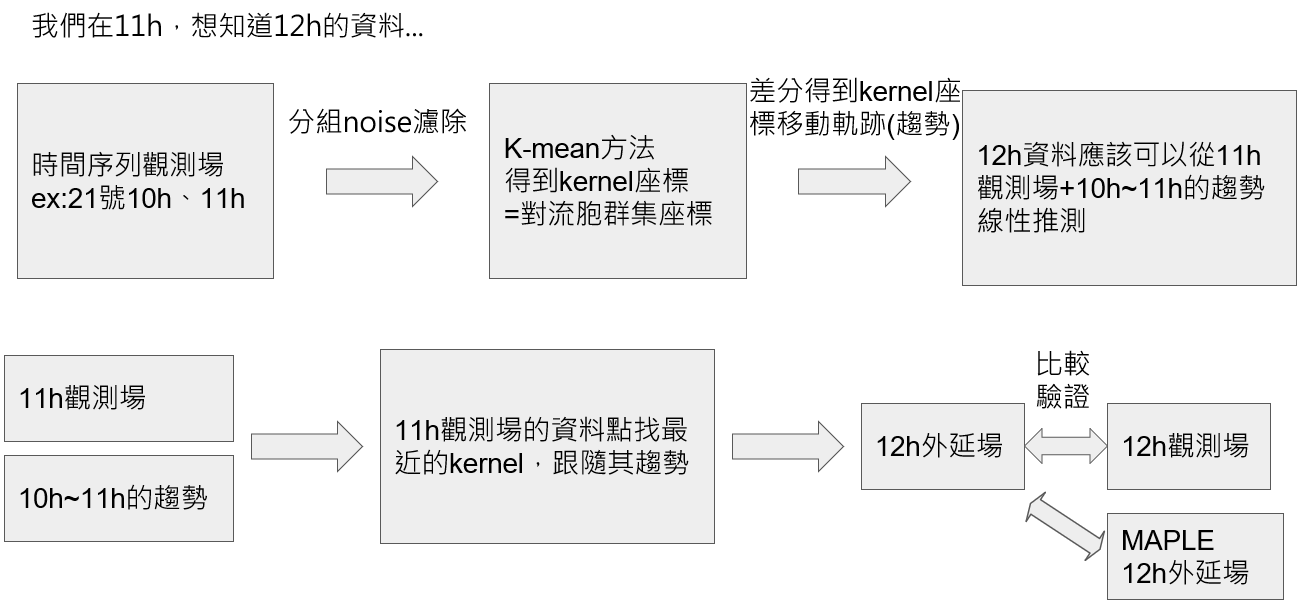 我們在11h，想知道12h的資料...
時間序列觀測場
ex:21號10h、11h
分組noise濾除
K-mean方法
得到kernel座標
=對流胞群集座標
差分得到kernel座
標移動軌跡(趨勢)
12h資料應該可以從11h
觀測場+10h~11h的趨勢
線性推測
11h觀測場
10h~11h的趨勢
11h觀測場的資料點找最
近的kernel，跟隨其趨勢
12h外延場
比較
驗證
12h觀測場
MAPLE
12h外延場